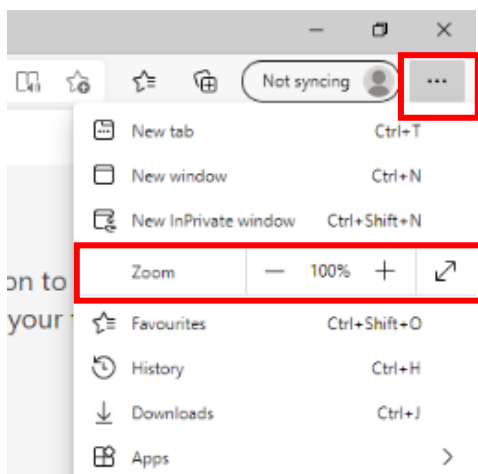 Not syncing
New tab Ctrl+T
New window Ctrl+N
New InPrivate window Ctrl+Shift+N
on to
Zoom — 100% +
your
Favourites Ctrl+Shift+O
History Ctrl+H
Downloads Ctrl+J
Apps